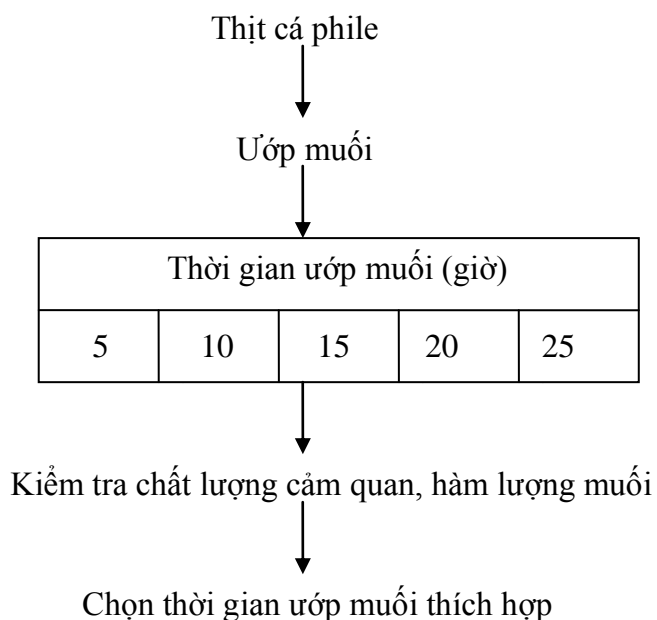 Thịt cá phile
Ướp muối
Thời gian ướp muối (giờ)
5 10 15 20 25
Kiểm tra chất lượng cảm quan, hàm lượng muối
Chọn thời gian ướp muối thích hợp